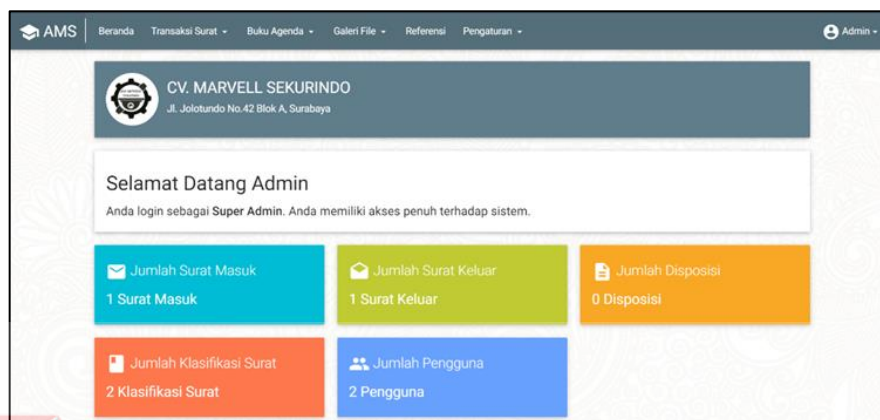 AMS Beranda Transaksi Surat Buku Agenda Galeri File Referensi Pengaturan Admin
CV. MARVELL SEKURINDO
Jl. Jolotundo No.42 Blok A, Surabaya
Selamat Datang Admin
Anda login sebagai Super Admin. Anda memiliki akses penuh terhadap sistem.
Jumlah Surat Masuk
1 Surat Masuk
Jumlah Surat Keluar
1 Surat Keluar
Jumlah Disposisi
0 Disposisi
Jumlah Klasifikasi Surat
2 Klasifikasi Surat
Jumlah Pengguna
2 Pengguna